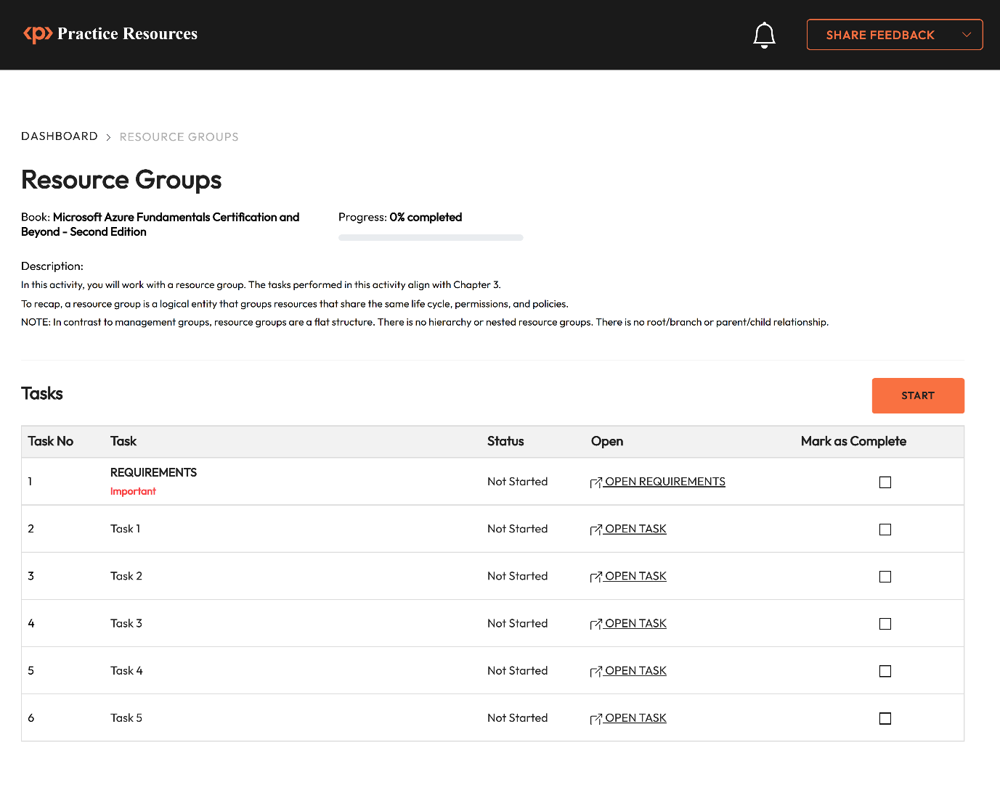 <p> Practice Resources
SHARE FEEDBACK
DASHBOARD > RESOURCE GROUPS
Resource Groups
Book: Microsoft Azure Fundamentals Certification and
Beyond - Second Edition
Progress: 0% completed
Description:
In this activity, you will work with a resource group. The tasks performed in this activity align with Chapter 3.
To recap, a resource group is a logical entity that groups resources that share the same life cycle, permissions, and policies.
NOTE: In contrast to management groups, resource groups are a flat structure. There is no hierarchy or nested resource groups. There is no root/branch or parent/child relationship.
Tasks
START
Task No Task Status Open Mark as Complete
1 REQUIREMENTS Not Started OPEN REQUIREMENTS
Important
2 Task 1 Not Started OPEN TASK
3 Task 2 Not Started OPEN TASK
4 Task 3 Not Started OPEN TASK
5 Task 4 Not Started OPEN TASK
6 Task 5 Not Started OPEN TASK